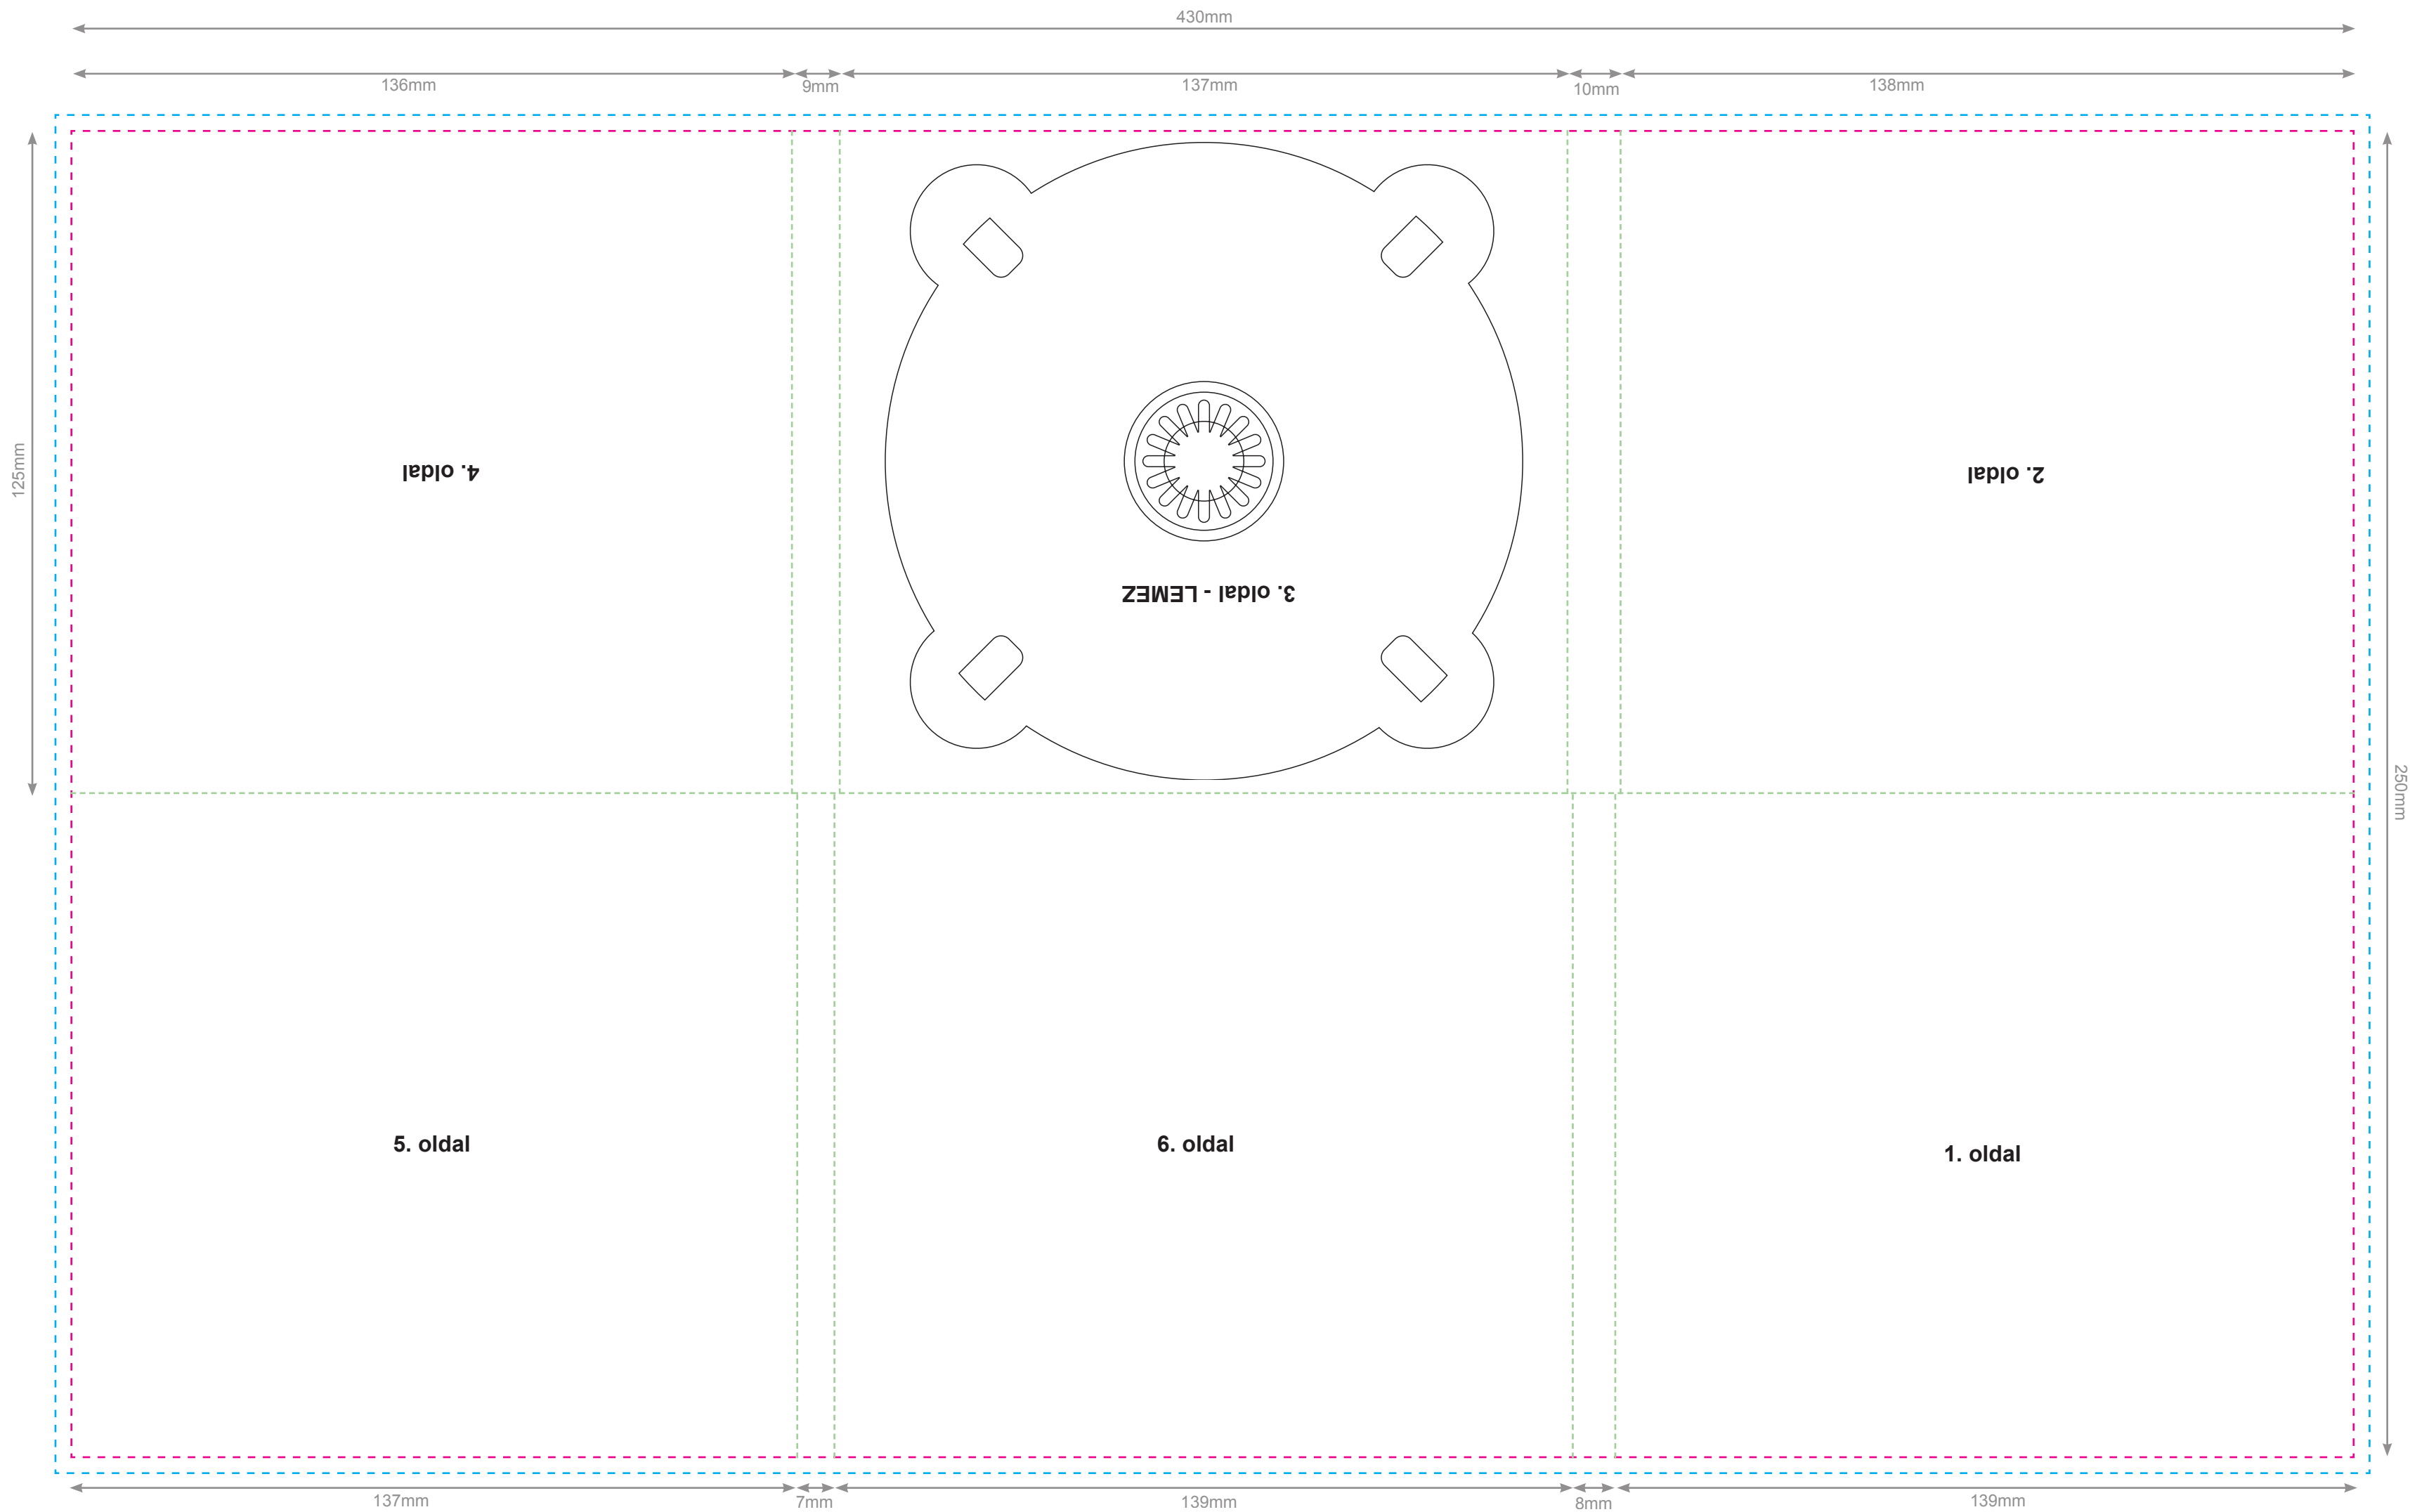 430mm
136mm
9mm
137mm
10mm
138mm
125mm
4. oldal
2. oldal
3. oldal - LEMEZ
250mm
5. oldal
6. oldal
1. oldal
137mm
7mm
139mm
8mm
139mm